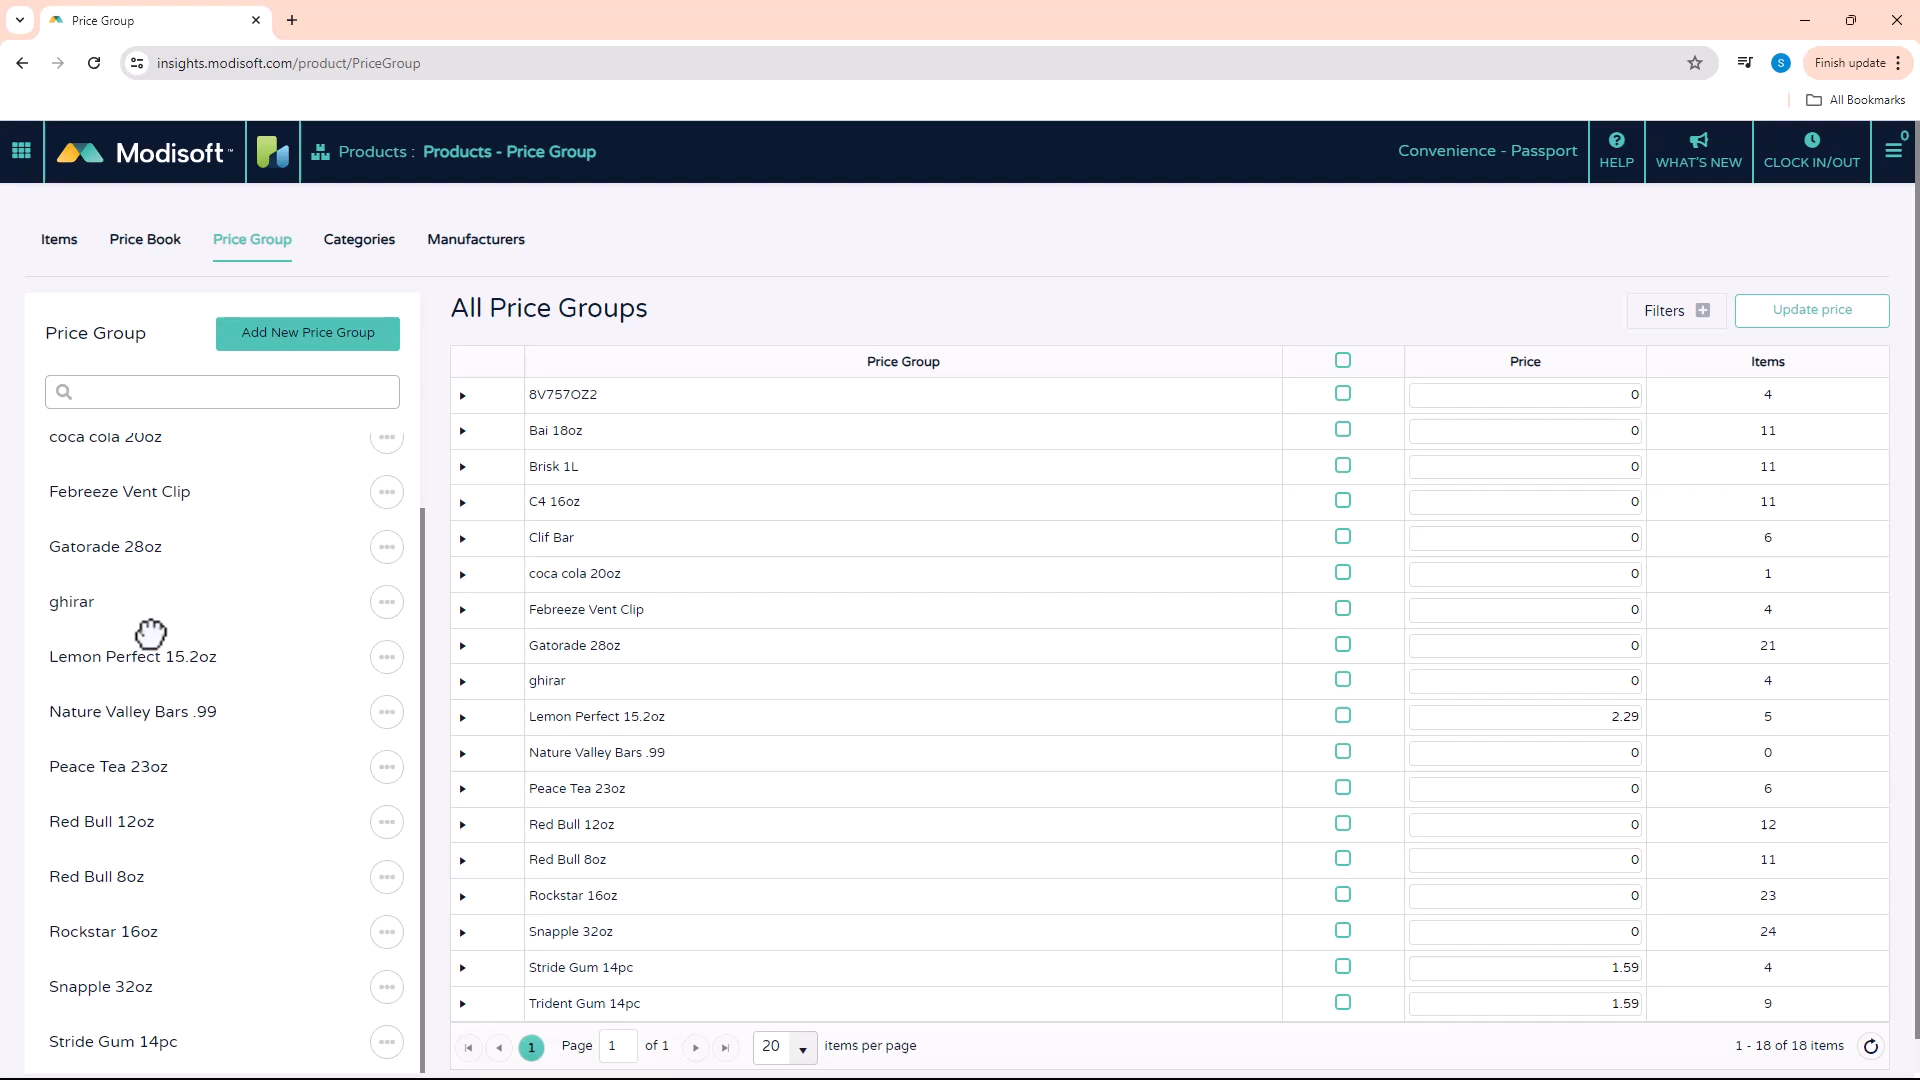 Price Group
insights.modisoft.com/product/PriceGroup
S
Finish update
All Bookmarks
Modisoft™
Products : Products - Price Group
Convenience - Passport
HELP
WHAT'S NEW
CLOCK IN/OUT
0
Items
Price Book
Price Group
Categories
Manufacturers
Price Group
Add New Price Group
coca cola 20oz
Febreeze Vent Clip
Gatorade 28oz
ghirar
Lemon Perfect 15.2oz
Nature Valley Bars .99
Peace Tea 23oz
Red Bull 12oz
Red Bull 8oz
Rockstar 16oz
Snapple 32oz
Stride Gum 14pc
All Price Groups
Filters
Update price
Price Group Price Items
8V757OZ2 0 4
Bai 18oz 0 11
Brisk 1L 0 11
C4 16oz 0 11
Clif Bar 0 6
coca cola 20oz 0 1
Febreeze Vent Clip 0 4
Gatorade 28oz 0 21
ghirar 0 4
Lemon Perfect 15.2oz 2.29 5
Nature Valley Bars .99 0 0
Peace Tea 23oz 0 6
Red Bull 12oz 0 12
Red Bull 8oz 0 11
Rockstar 16oz 0 23
Snapple 32oz 0 24
Stride Gum 14pc 1.59 4
Trident Gum 14pc 1.59 9
1 Page 1 of 1 20 items per page 1 - 18 of 18 items